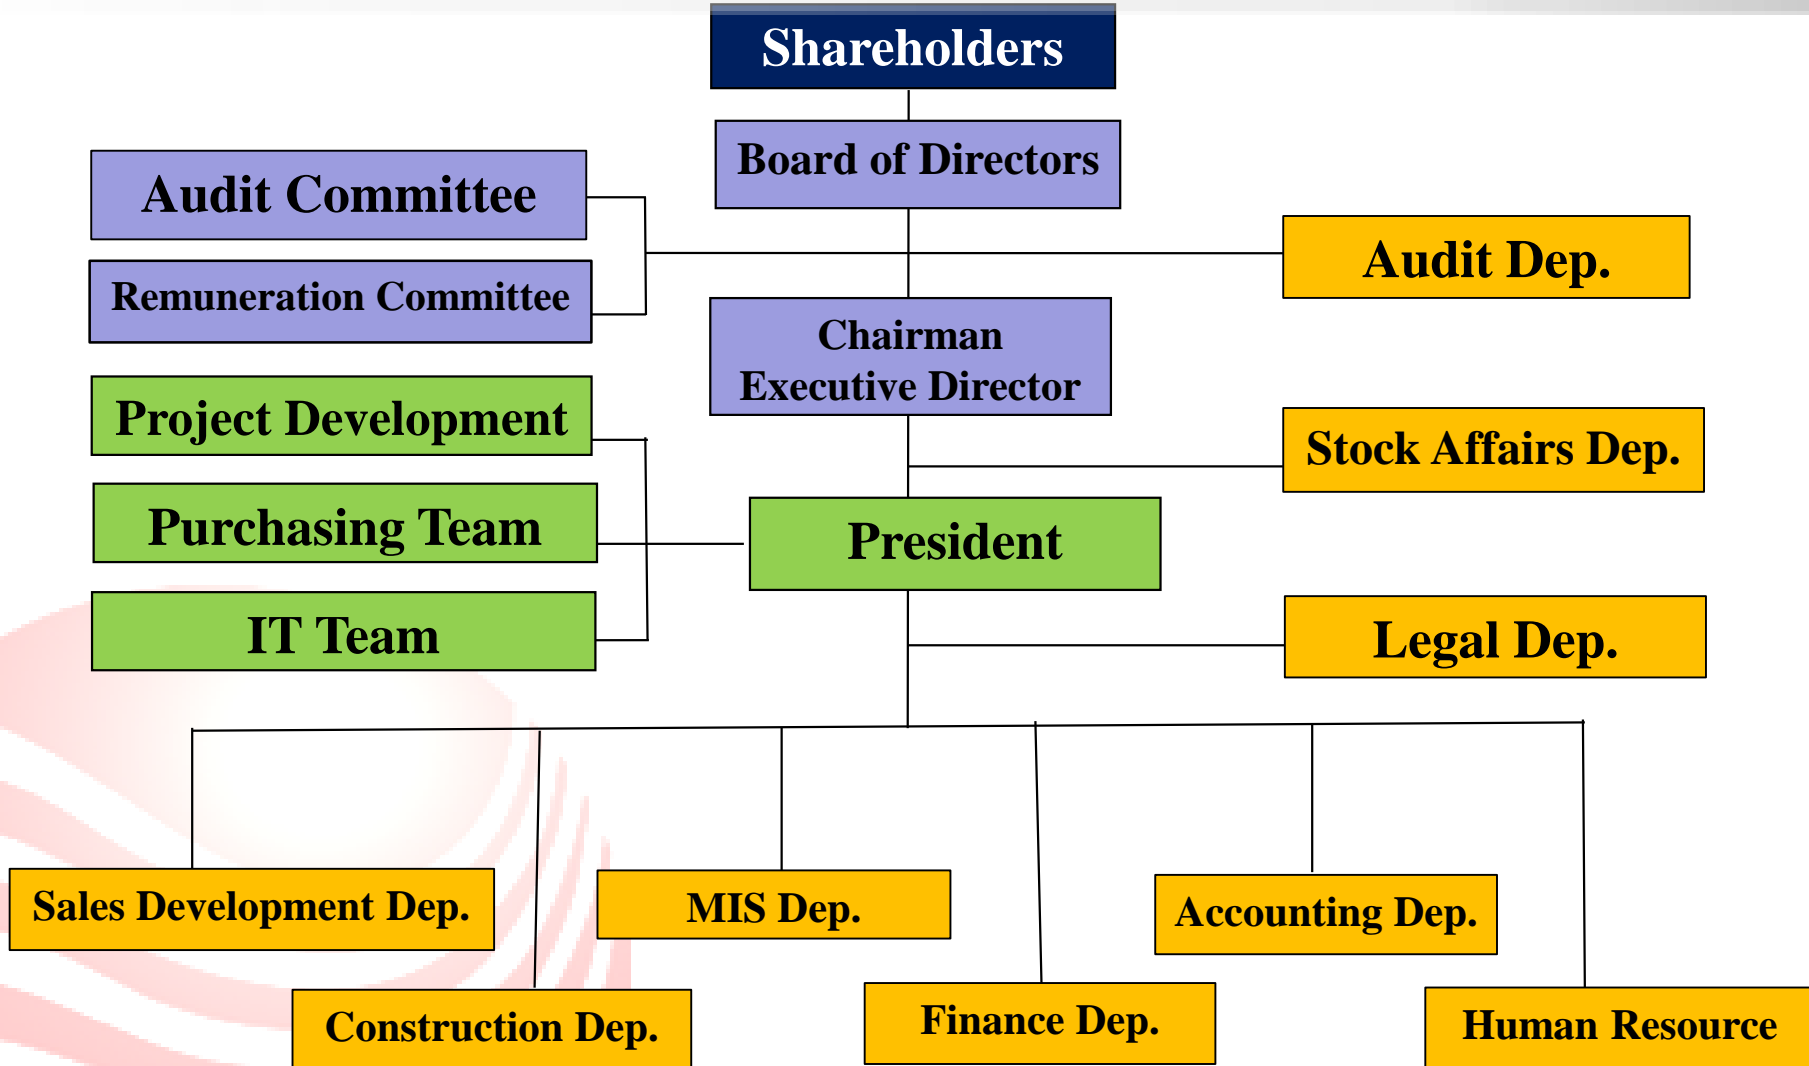 Shareholders
Board of Directors
Audit Committee
Audit Dep.
Remuneration Committee
Chairman
Executive Director
Project Development
Stock Affairs Dep.
Purchasing Team
President
IT Team
Legal Dep.
Sales Development Dep.
MIS Dep.
Accounting Dep.
Construction Dep.
Finance Dep.
Human Resource